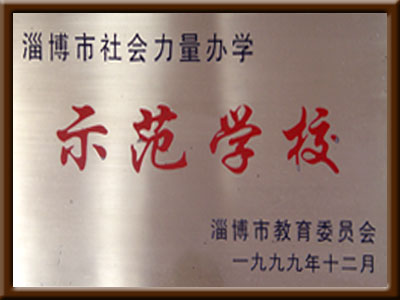 淄博市社会力量办学
示范学校
淄博市教育委员会
一九九九年十二月